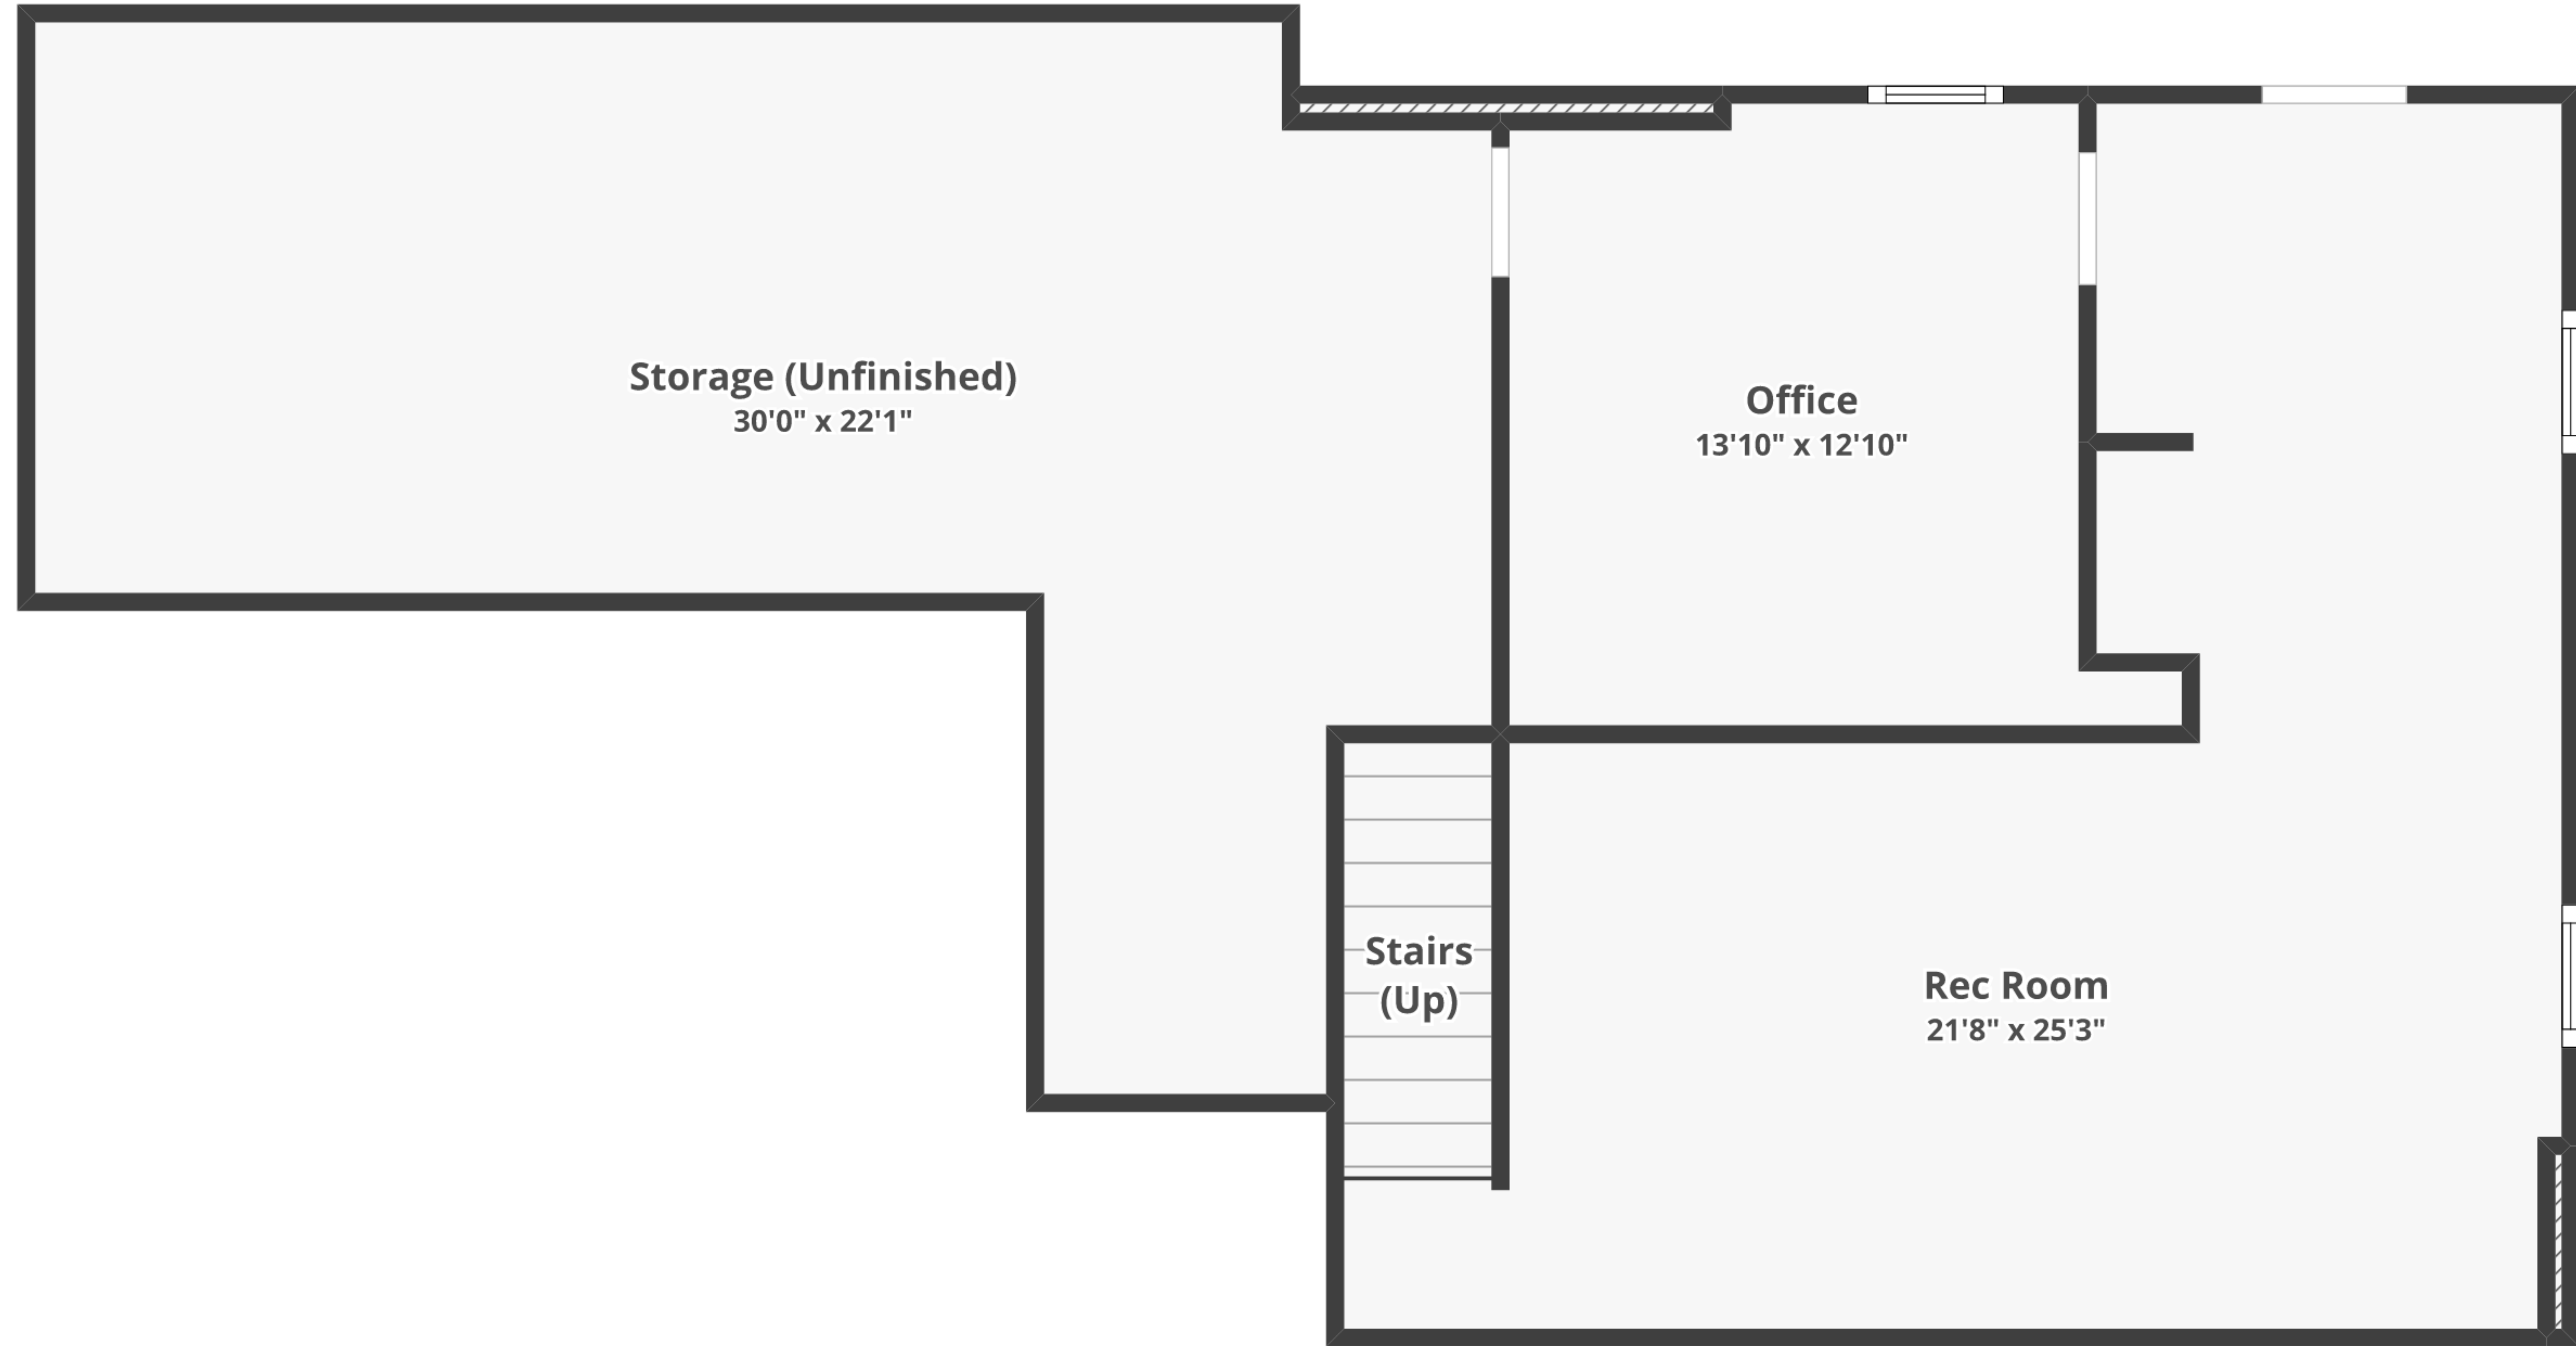 Storage (Unfinished)
30'0" x 22'1"
Office
13'10" x 12'10"
Stairs
(Up)
Rec Room
21'8" x 25'3"